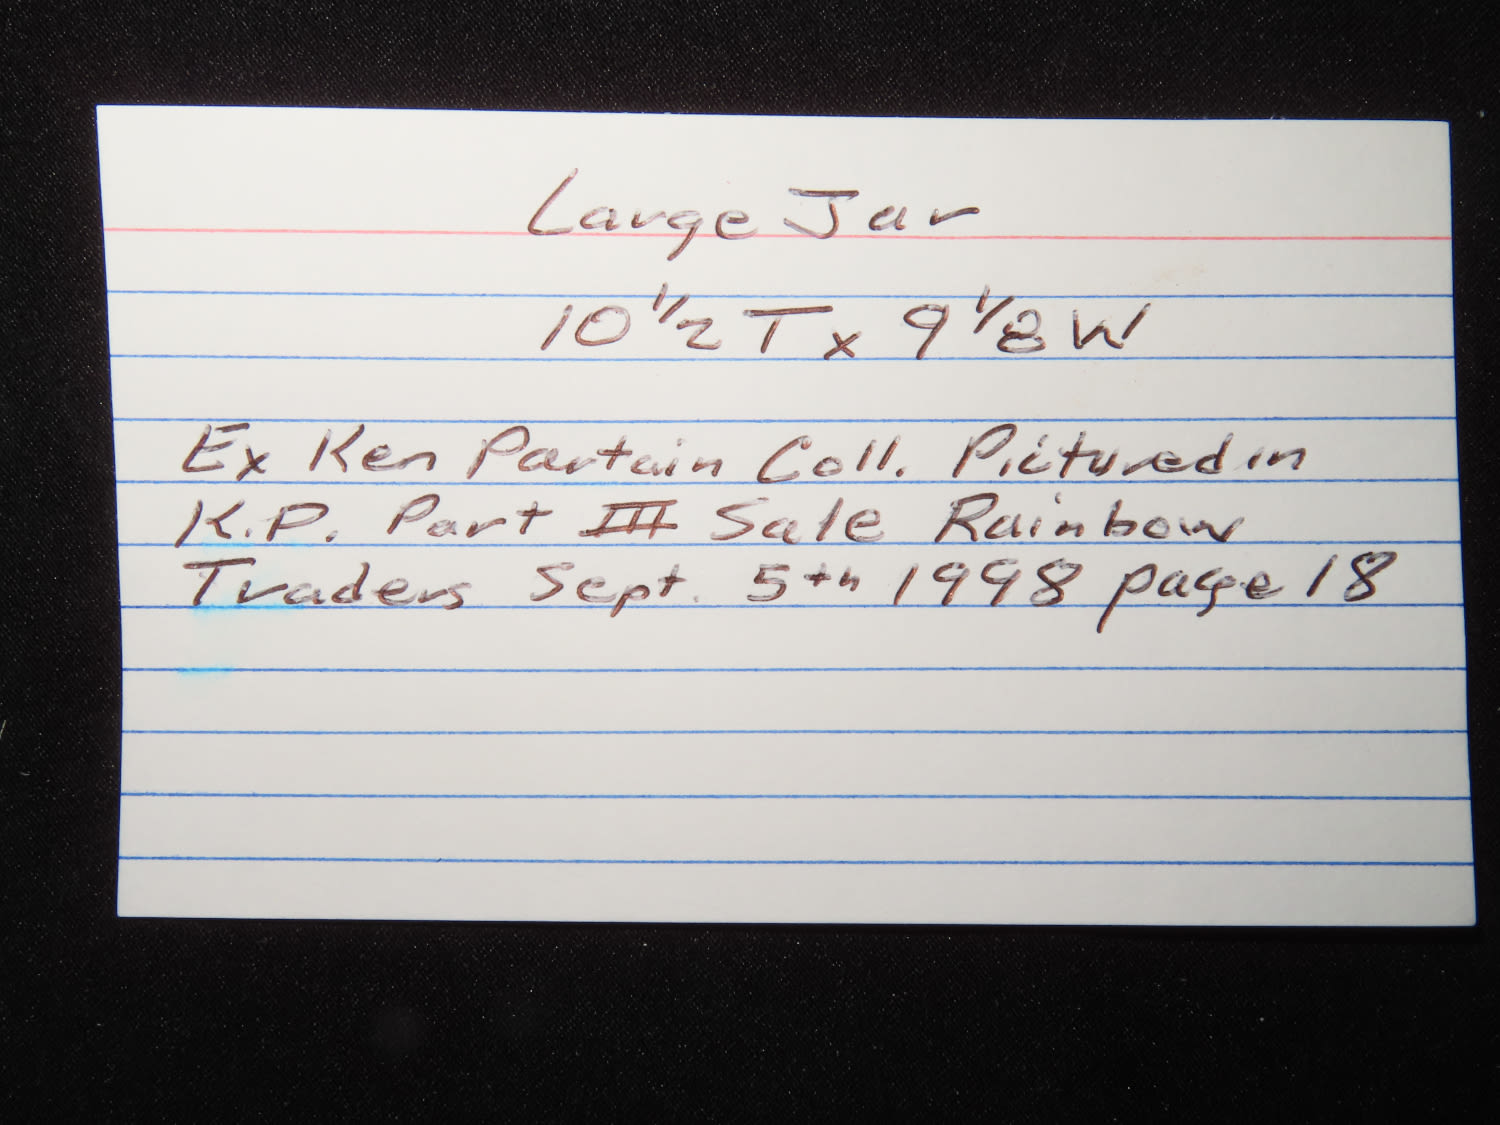 Large Jar
10 1/2 T x 9 1/8 W
Ex Ken Partain Coll. Pictured in
K.P. Part III Sale Rainbow
Traders Sept. 5th 1998 page 18